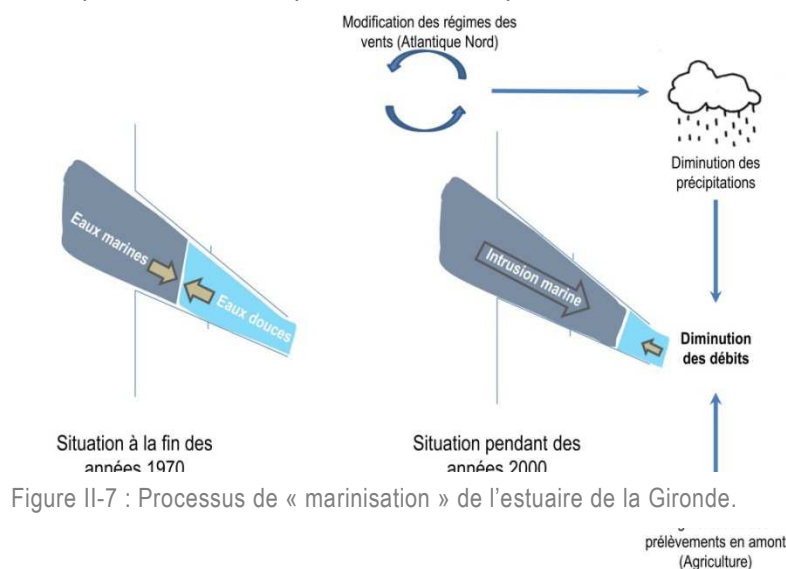 Modification des régimes des
vents (Atlantique Nord)
Diminution des
précipitations
Eaux marines
Eaux douces
Intrusion marine
Diminution
des débits
Situation à la fin des
années 1970
Situation pendant des
années 2000
Figure II-7 : Processus de « marinisation » de l'estuaire de la Gironde.
prélèvements en amont
(Agriculture)